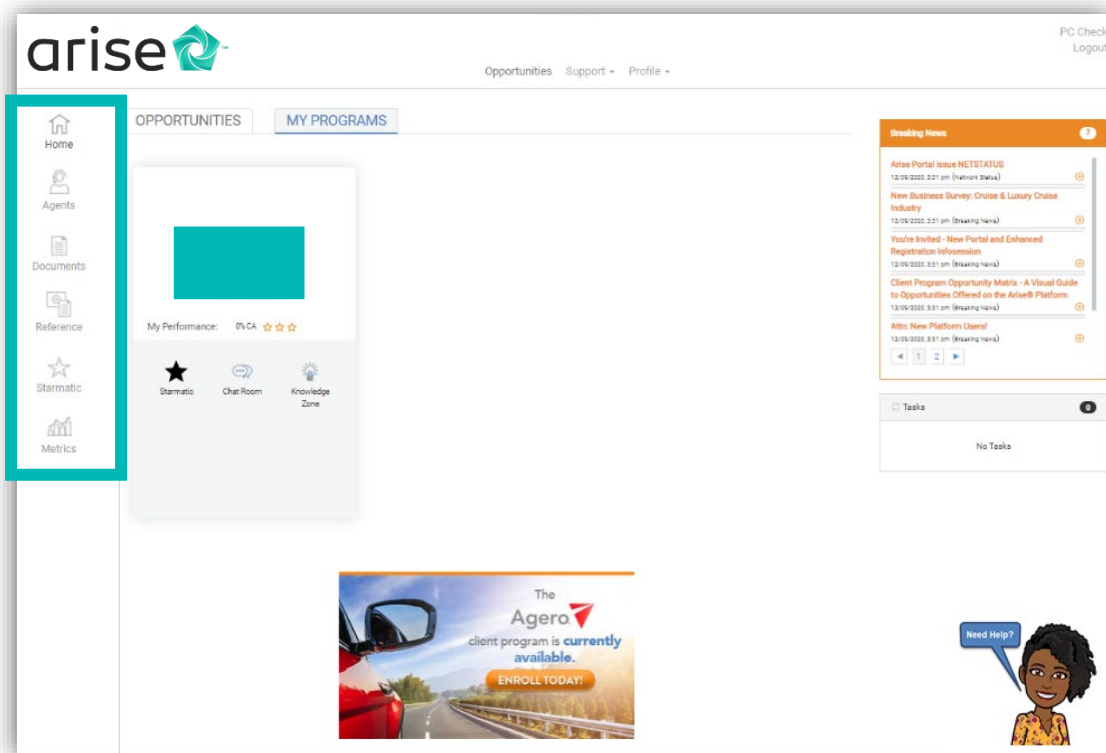 arise™
PC Check
Logout
Opportunities Support Profile
Home
Agents
Documents
Reference
Starmatic
Metrics
OPPORTUNITIES MY PROGRAMS
My Performance: 0% CA
Starmatic Chat Room Knowledge
Zone
Breaking News 7
Arise Portal issue NETSTATUS
12/09/2020, 3:31 pm (Network Status)
New Business Survey: Cruise & Luxury Cruise
Industry
12/09/2020, 3:31 pm (Breaking News)
You're Invited - New Portal and Enhanced
Registration Infosession
12/09/2020, 3:31 pm (Breaking News)
Client Program Opportunity Matrix - A Visual Guide
to Opportunities Offered on the Arise® Platform
12/09/2020, 3:31 pm (Breaking News)
Attn: New Platform Users!
12/09/2020, 3:31 pm (Breaking News)
1 2
Tasks 0
No Tasks
The
Agero
client program is currently
available.
ENROLL TODAY!
Need Help?